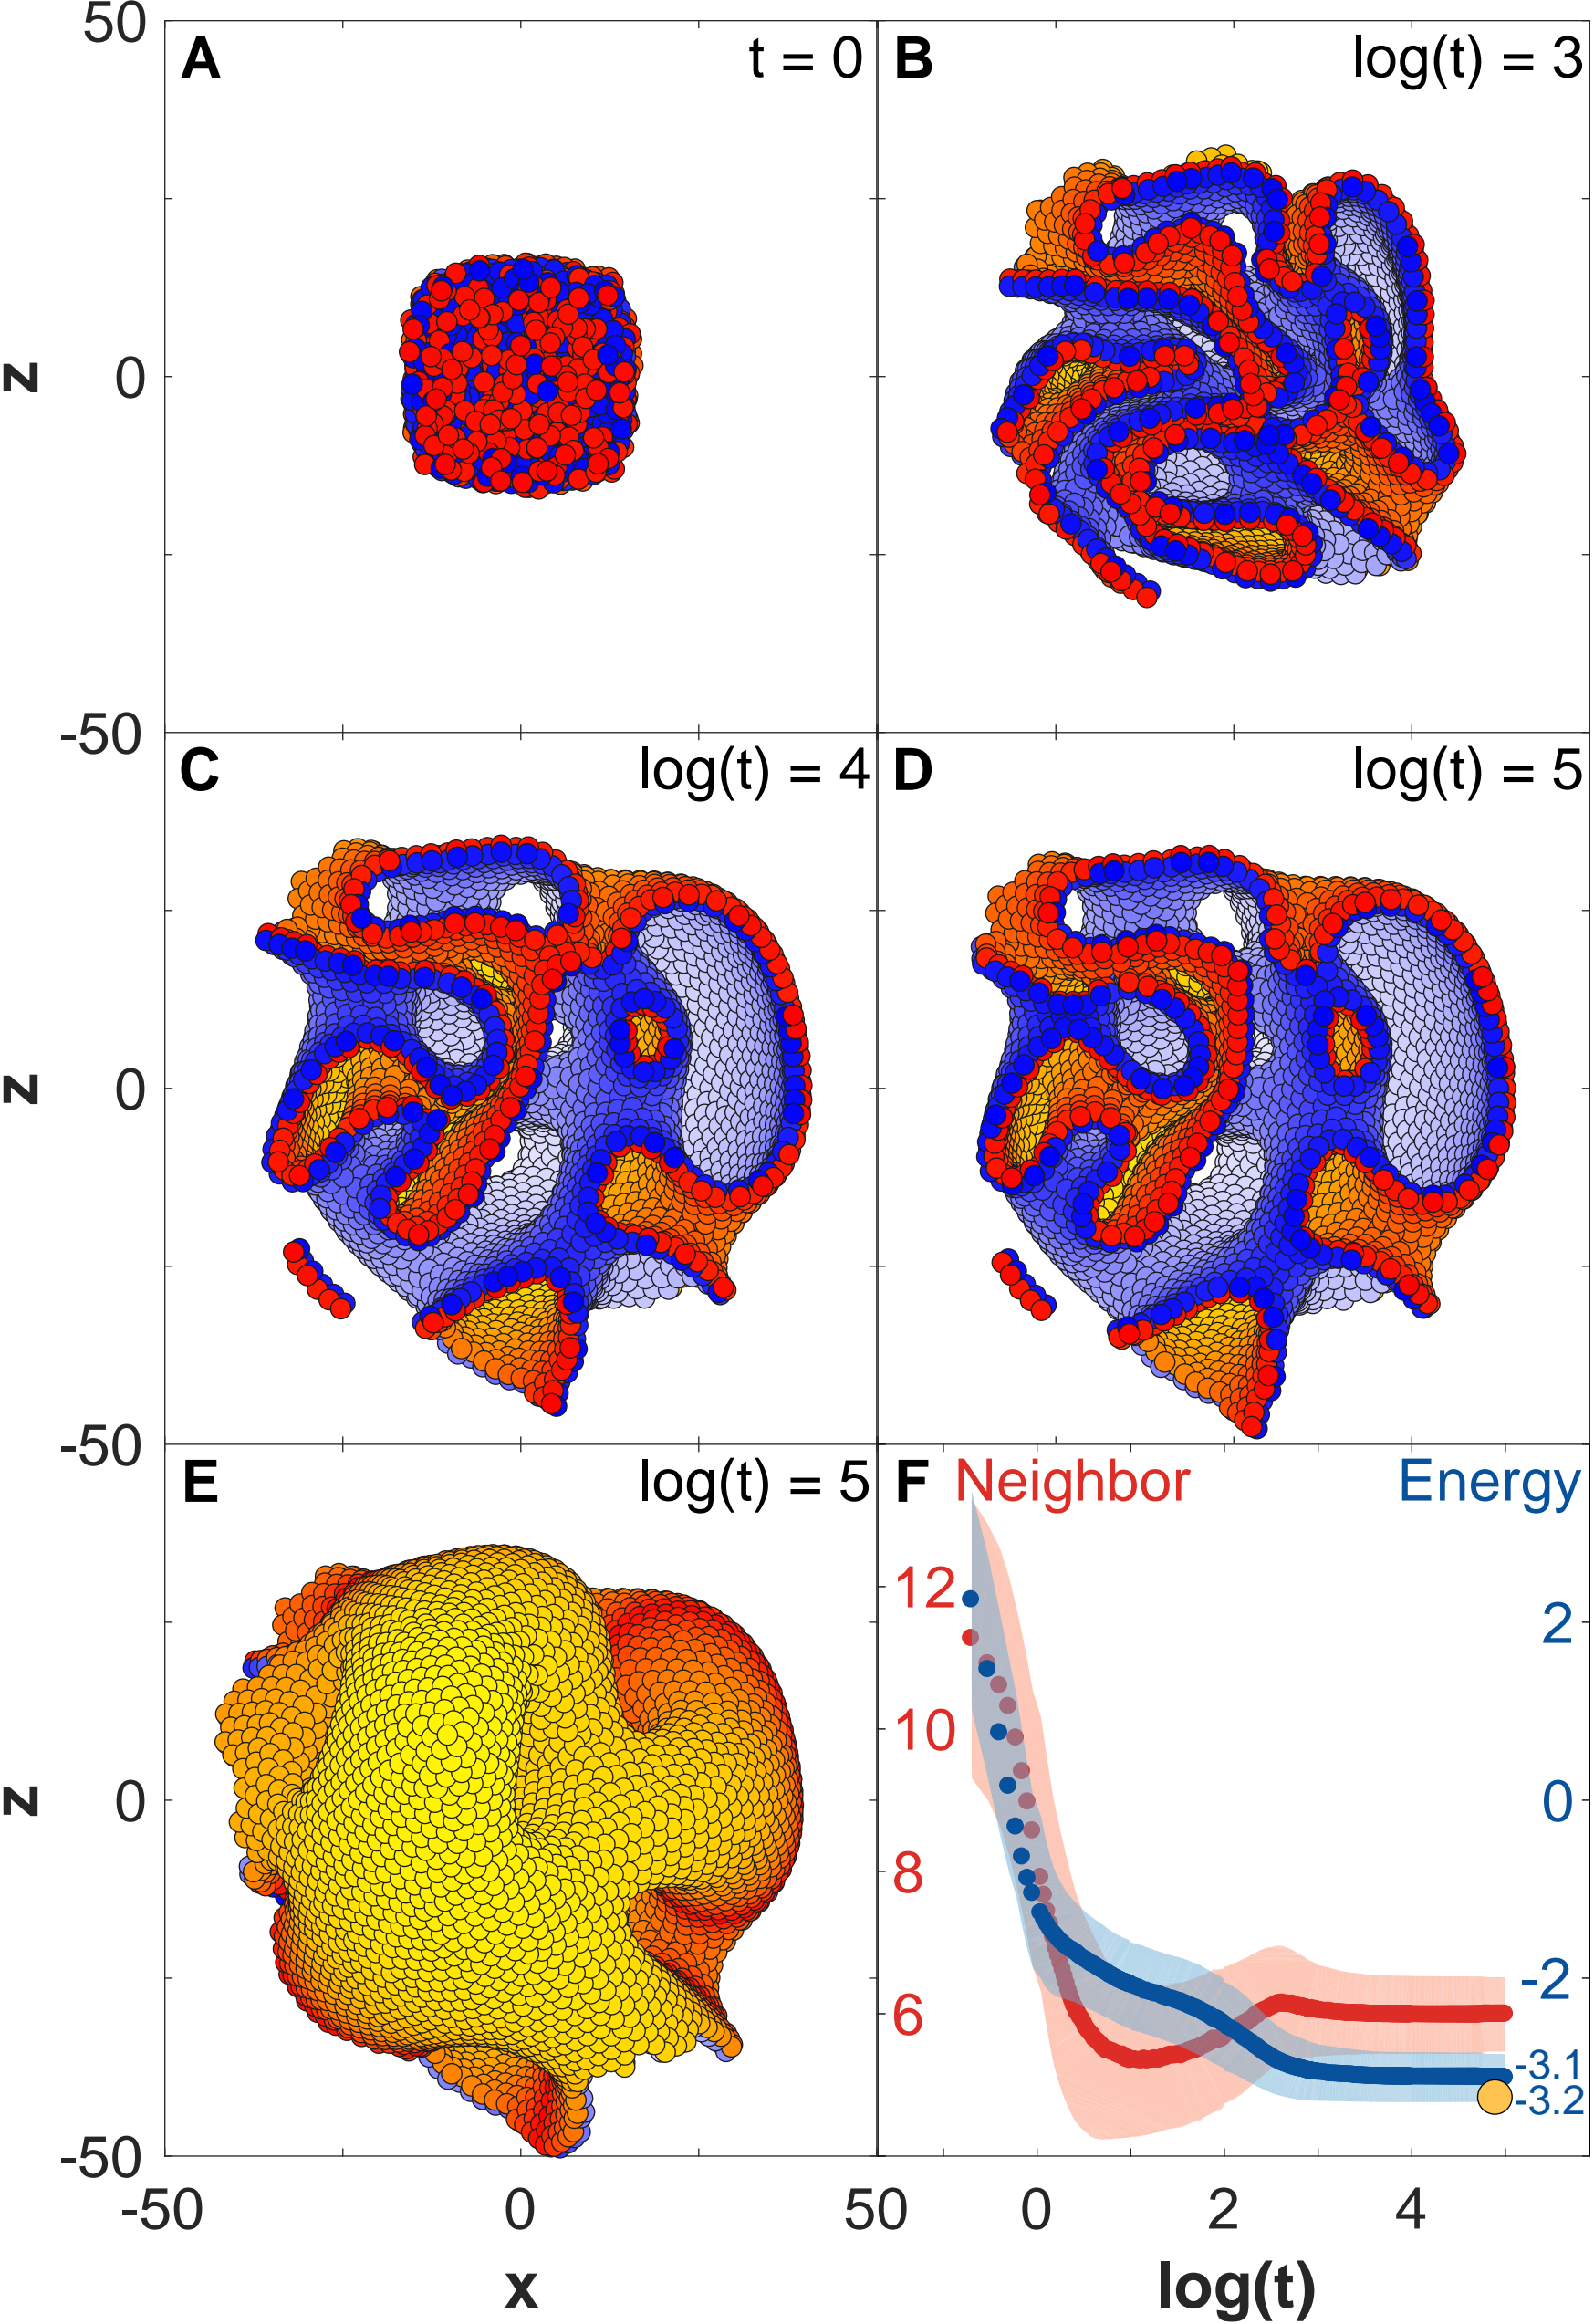 50
A
t = 0
B
log(t) = 3
z
0
-50
C
log(t) = 4
D
log(t) = 5
z
0
-50
E
log(t) = 5
F
Neighbor
Energy
12
2
10
z
0
0
8
-2
6
-3.1
-3.2
-50
-50
0
50
0
2
4
x
log(t)